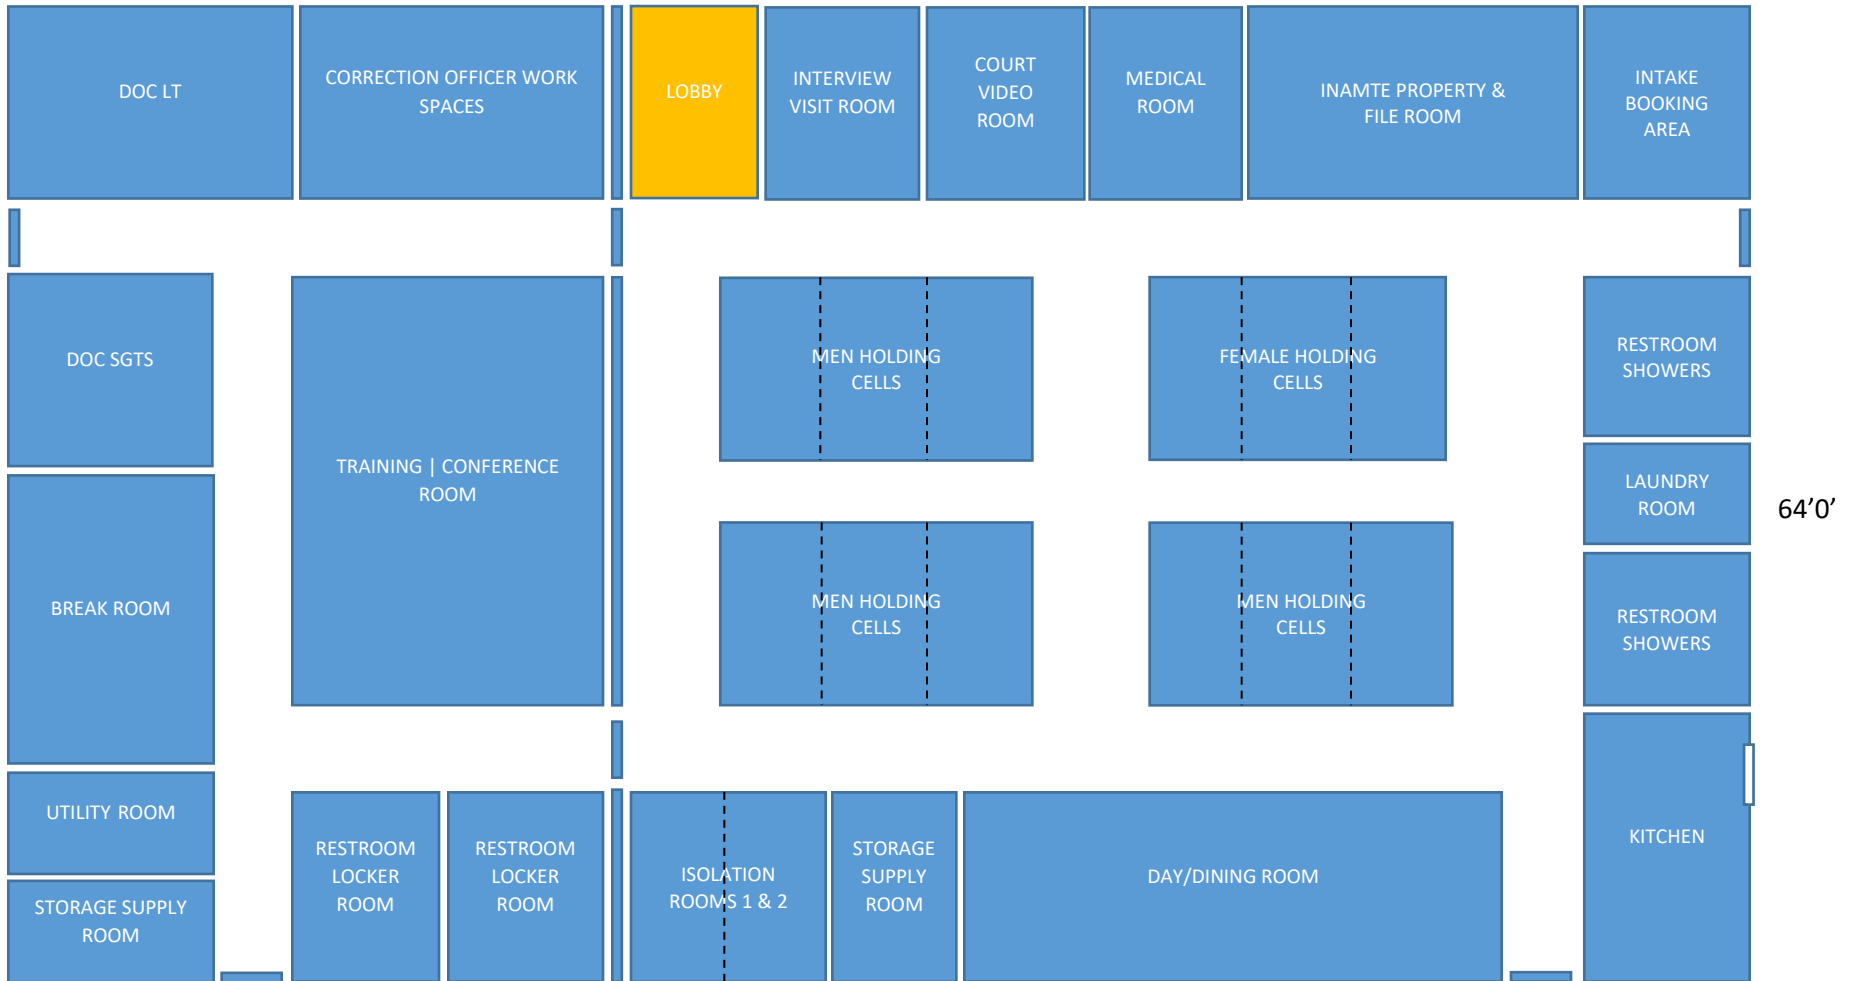 DOC LT
CORRECTION OFFICER WORK
SPACES
LOBBY
INTERVIEW
VISIT ROOM
COURT
VIDEO
ROOM
MEDICAL
ROOM
INAMTE PROPERTY &
FILE ROOM
INTAKE
BOOKING
AREA
DOC SGTS
TRAINING | CONFERENCE
ROOM
MEN HOLDING
CELLS
FEMALE HOLDING
CELLS
RESTROOM
SHOWERS
LAUNDRY
ROOM
64’0’
BREAK ROOM
MEN HOLDING
CELLS
MEN HOLDING
CELLS
RESTROOM
SHOWERS
UTILITY ROOM
STORAGE SUPPLY
ROOM
RESTROOM
LOCKER
ROOM
RESTROOM
LOCKER
ROOM
ISOLATION
ROOMS 1 & 2
STORAGE
SUPPLY
ROOM
DAY/DINING ROOM
KITCHEN